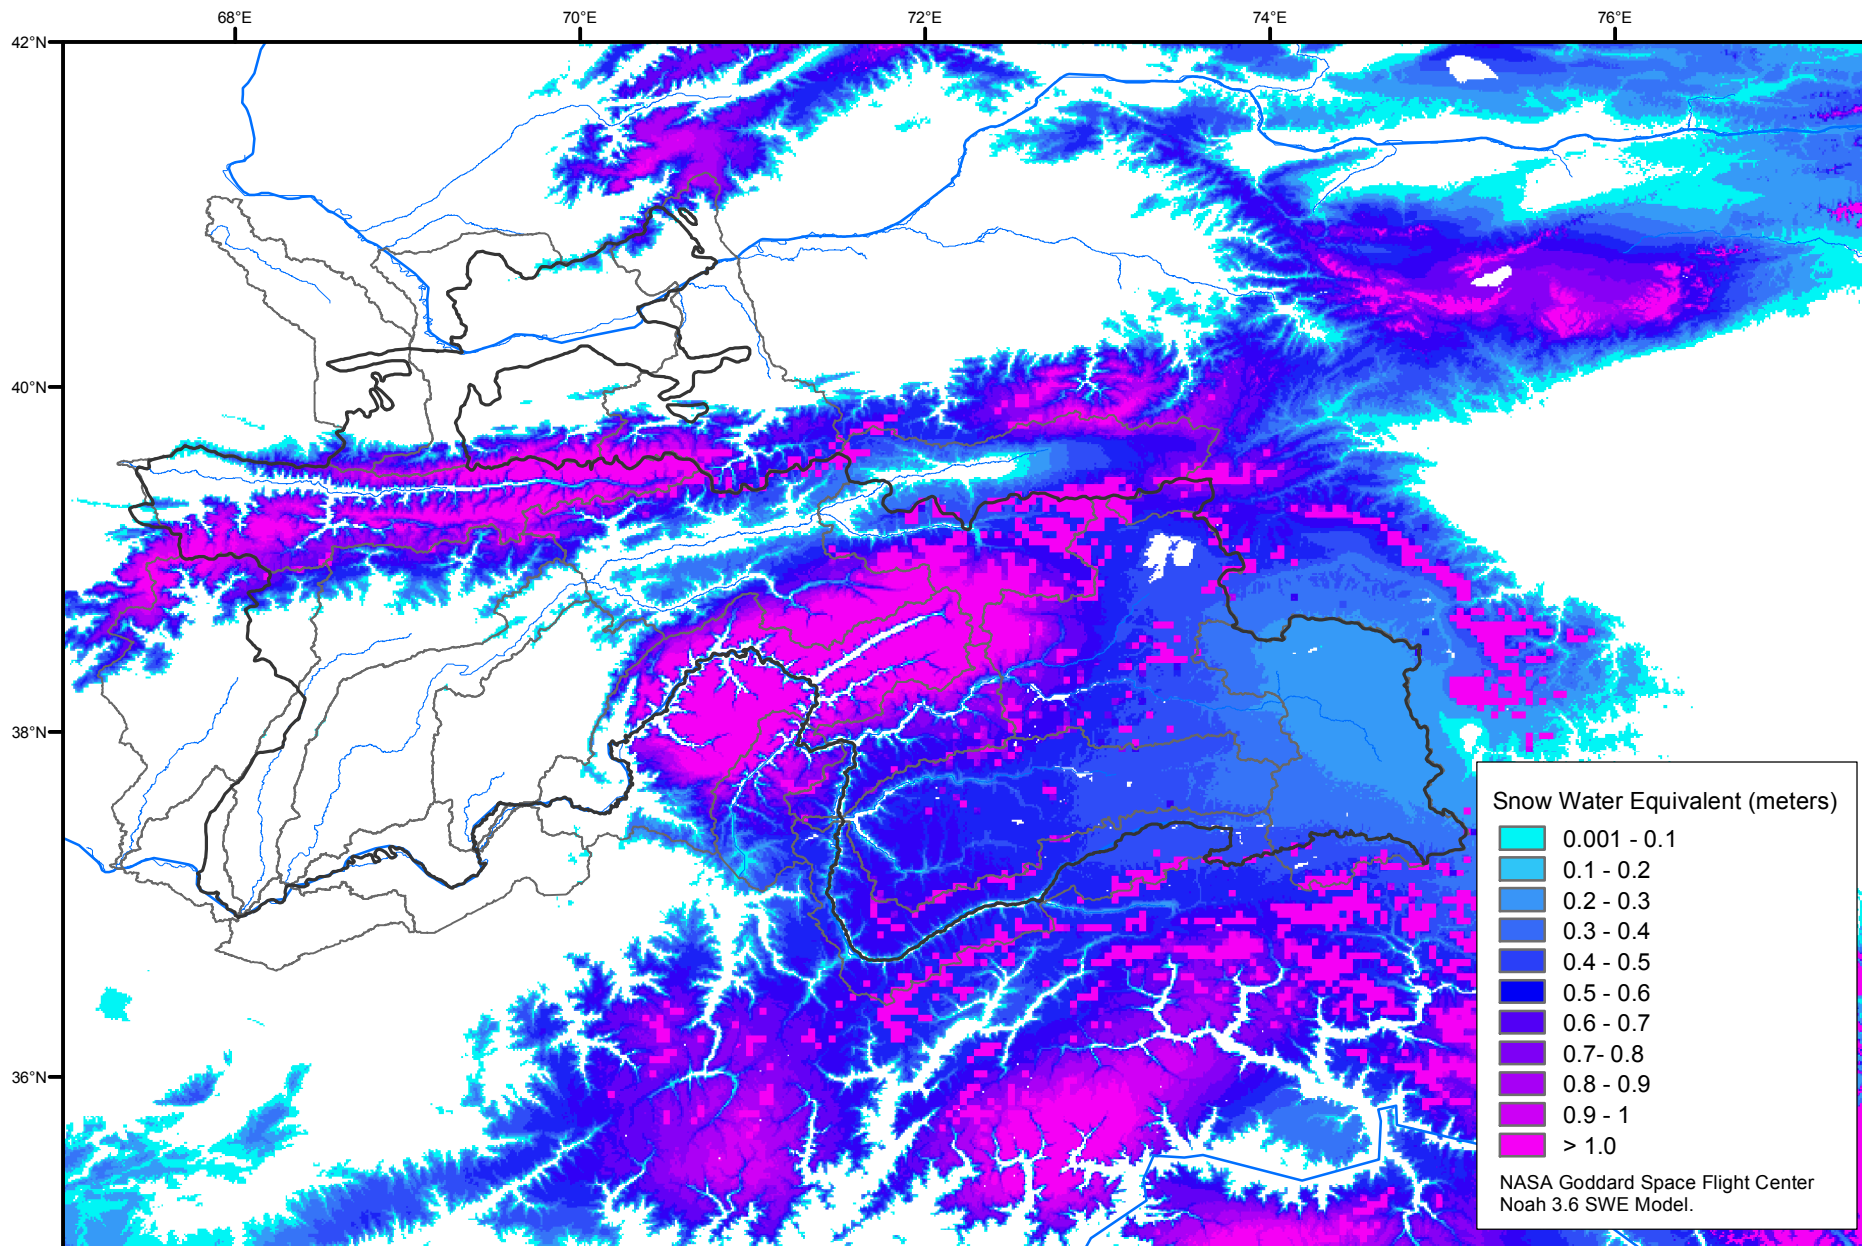 68°E
70°E
72°E
74°E
76°E
42°N
40°N
38°N
36°N
Snow Water Equivalent (meters)
0.001 - 0.1
0.1 - 0.2
0.2 - 0.3
0.3 - 0.4
0.4 - 0.5
0.5 - 0.6
0.6 - 0.7
0.7- 0.8
0.8 - 0.9
0.9 - 1
> 1.0
NASA Goddard Space Flight Center
Noah 3.6 SWE Model.